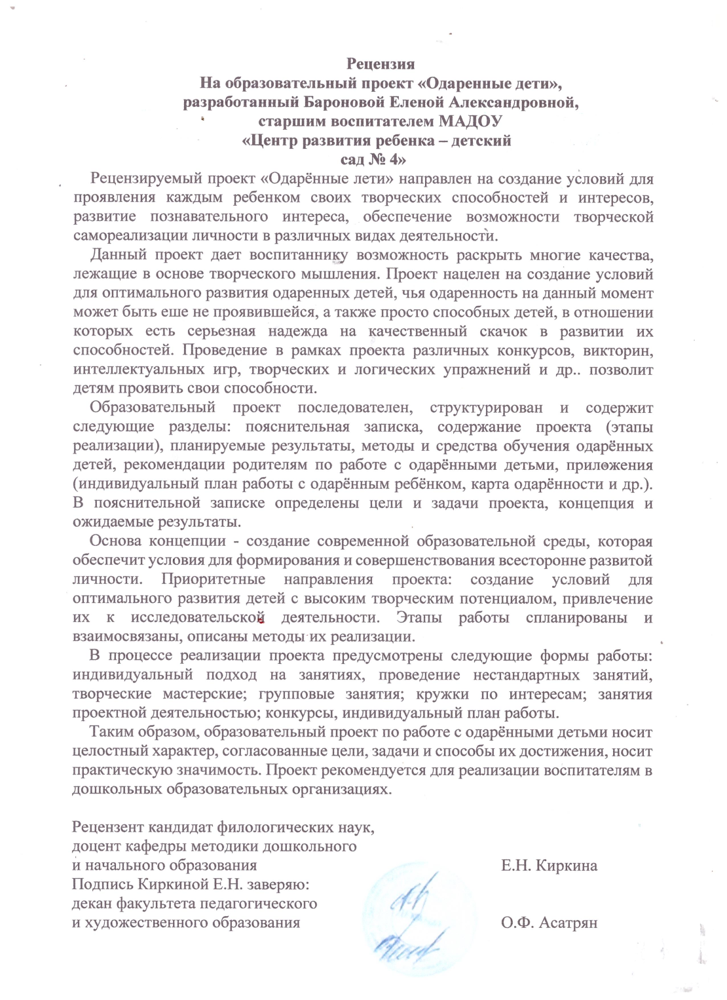 Рецензия
На образовательный проект «Одаренные дети»,
разработанный Бароновой Еленой Александровной,
старшим воспитателем МАДОУ
«Центр развития ребенка – детский
сад № 4»
Рецензируемый проект «Одарённые лети» направлен на создание условий для
проявления каждым ребенком своих творческих способностей и интересов,
развитие познавательного интереса, обеспечение возможности творческой
самореализации личности в различных видах деятельности.
Данный проект дает воспитаннику возможность раскрыть многие качества,
лежащие в основе творческого мышления. Проект нацелен на создание условий
для оптимального развития одаренных детей, чья одаренность на данный момент
может быть еше не проявившейся, а также просто способных детей, в отношении
которых есть серьезная надежда на качественный скачок в развитии их
способностей. Проведение в рамках проекта различных конкурсов, викторин,
интеллектуальных игр, творческих и логических упражнений и др.. позволит
детям проявить свои способности.
Образовательный проект последователен, структурирован и содержит
следующие разделы: пояснительная записка, содержание проекта (этапы
реализации), планируемые результаты, методы и средства обучения одарённых
детей, рекомендации родителям по работе с одарёнными детьми, приложения
(индивидуальный план работы с одарённым ребёнком, карта одарённости и др.).
В пояснительной записке определены цели и задачи проекта, концепция и
ожидаемые результаты.
Основа концепции - создание современной образовательной среды, которая
обеспечит условия для формирования и совершенствования всесторонне развитой
личности. Приоритетные направления проекта: создание условий для
оптимального развития детей с высоким творческим потенциалом, привлечение
их к исследовательской деятельности. Этапы работы спланированы и
взаимосвязаны, описаны методы их реализации.
В процессе реализации проекта предусмотрены следующие формы работы:
индивидуальный подход на занятиях, проведение нестандартных занятий,
творческие мастерские; групповые занятия; кружки по интересам; занятия
проектной деятельностью; конкурсы, индивидуальный план работы.
Таким образом, образовательный проект по работе с одарёнными детьми носит
целостный характер, согласованные цели, задачи и способы их достижения, носит
практическую значимость. Проект рекомендуется для реализации воспитателям в
дошкольных образовательных организациях.
Рецензент кандидат филологических наук,
доцент кафедры методики дошкольного
и начального образования Е.Н. Киркина
Подпись Киркиной Е.Н. заверяю:
декан факультета педагогического
и художественного образования О.Ф. Асатрян